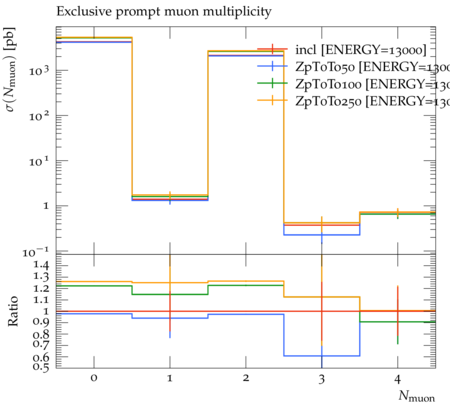 Exclusive prompt muon multiplicity
σ(N_muon) [pb]
10^3
10^2
10^1
1
10^−1
incl [ENERGY=13000]
ZpToTo50 [ENERGY=1300
ZpToTo100 [ENERGY=130
ZpToTo250 [ENERGY=130
Ratio
1.4
1.3
1.2
1.1
1
0.9
0.8
0.7
0.6
0.5
0 1 2 3 4
N_muon